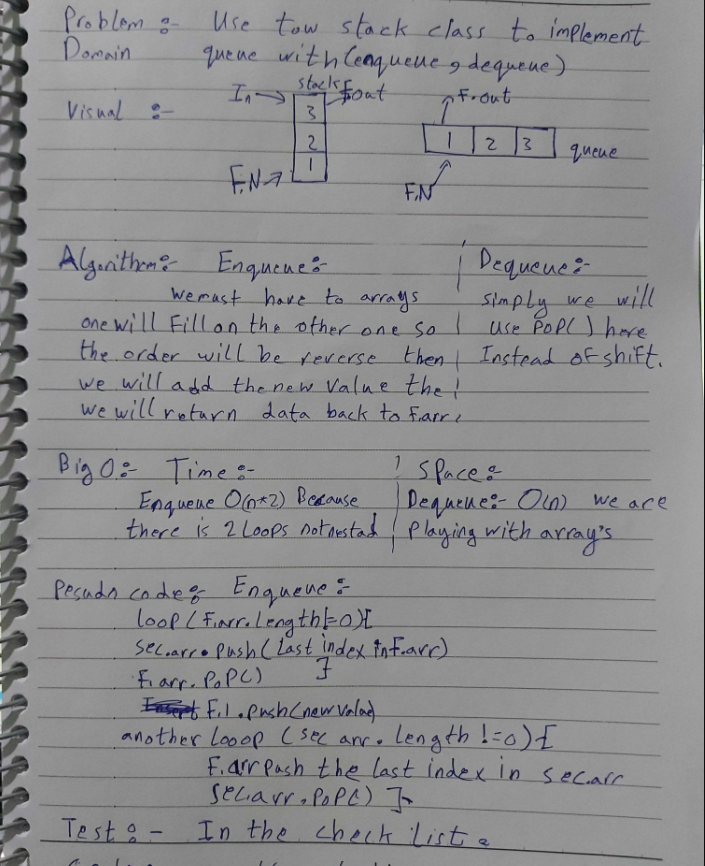 Problem :- Use tow stack class to implement
Domain queue with (enqueue, dequeue)
Visual :-
In → stack F.out
3
2
1
F.N →
F.out
1 2 3 queue
F.N
Algorithem:- Enqueue:-
we must have to arrays
one will Fill on the other one so
the order will be reverse then
we will add the new value the
we will return data back to F.arr
Dequeue:-
Simply we will
use POP() here
Instead of shift.
Big O:- Time :-
Enqueue O(n*2) Because
there is 2 Loops not nestad
Space:-
Dequeue:- O(n) we are
Playing with array's
Pesudo code:- Enqueue :-
loop (F.arr.length != 0){
sec.arr.push(last index in F.arr)
F.arr.POP() }
F.1.push(new value)
another looop (sec arr.length != 0){
F.arr push the last index in sec.arr
sec.arr.POP() }
Test :- In the check list.